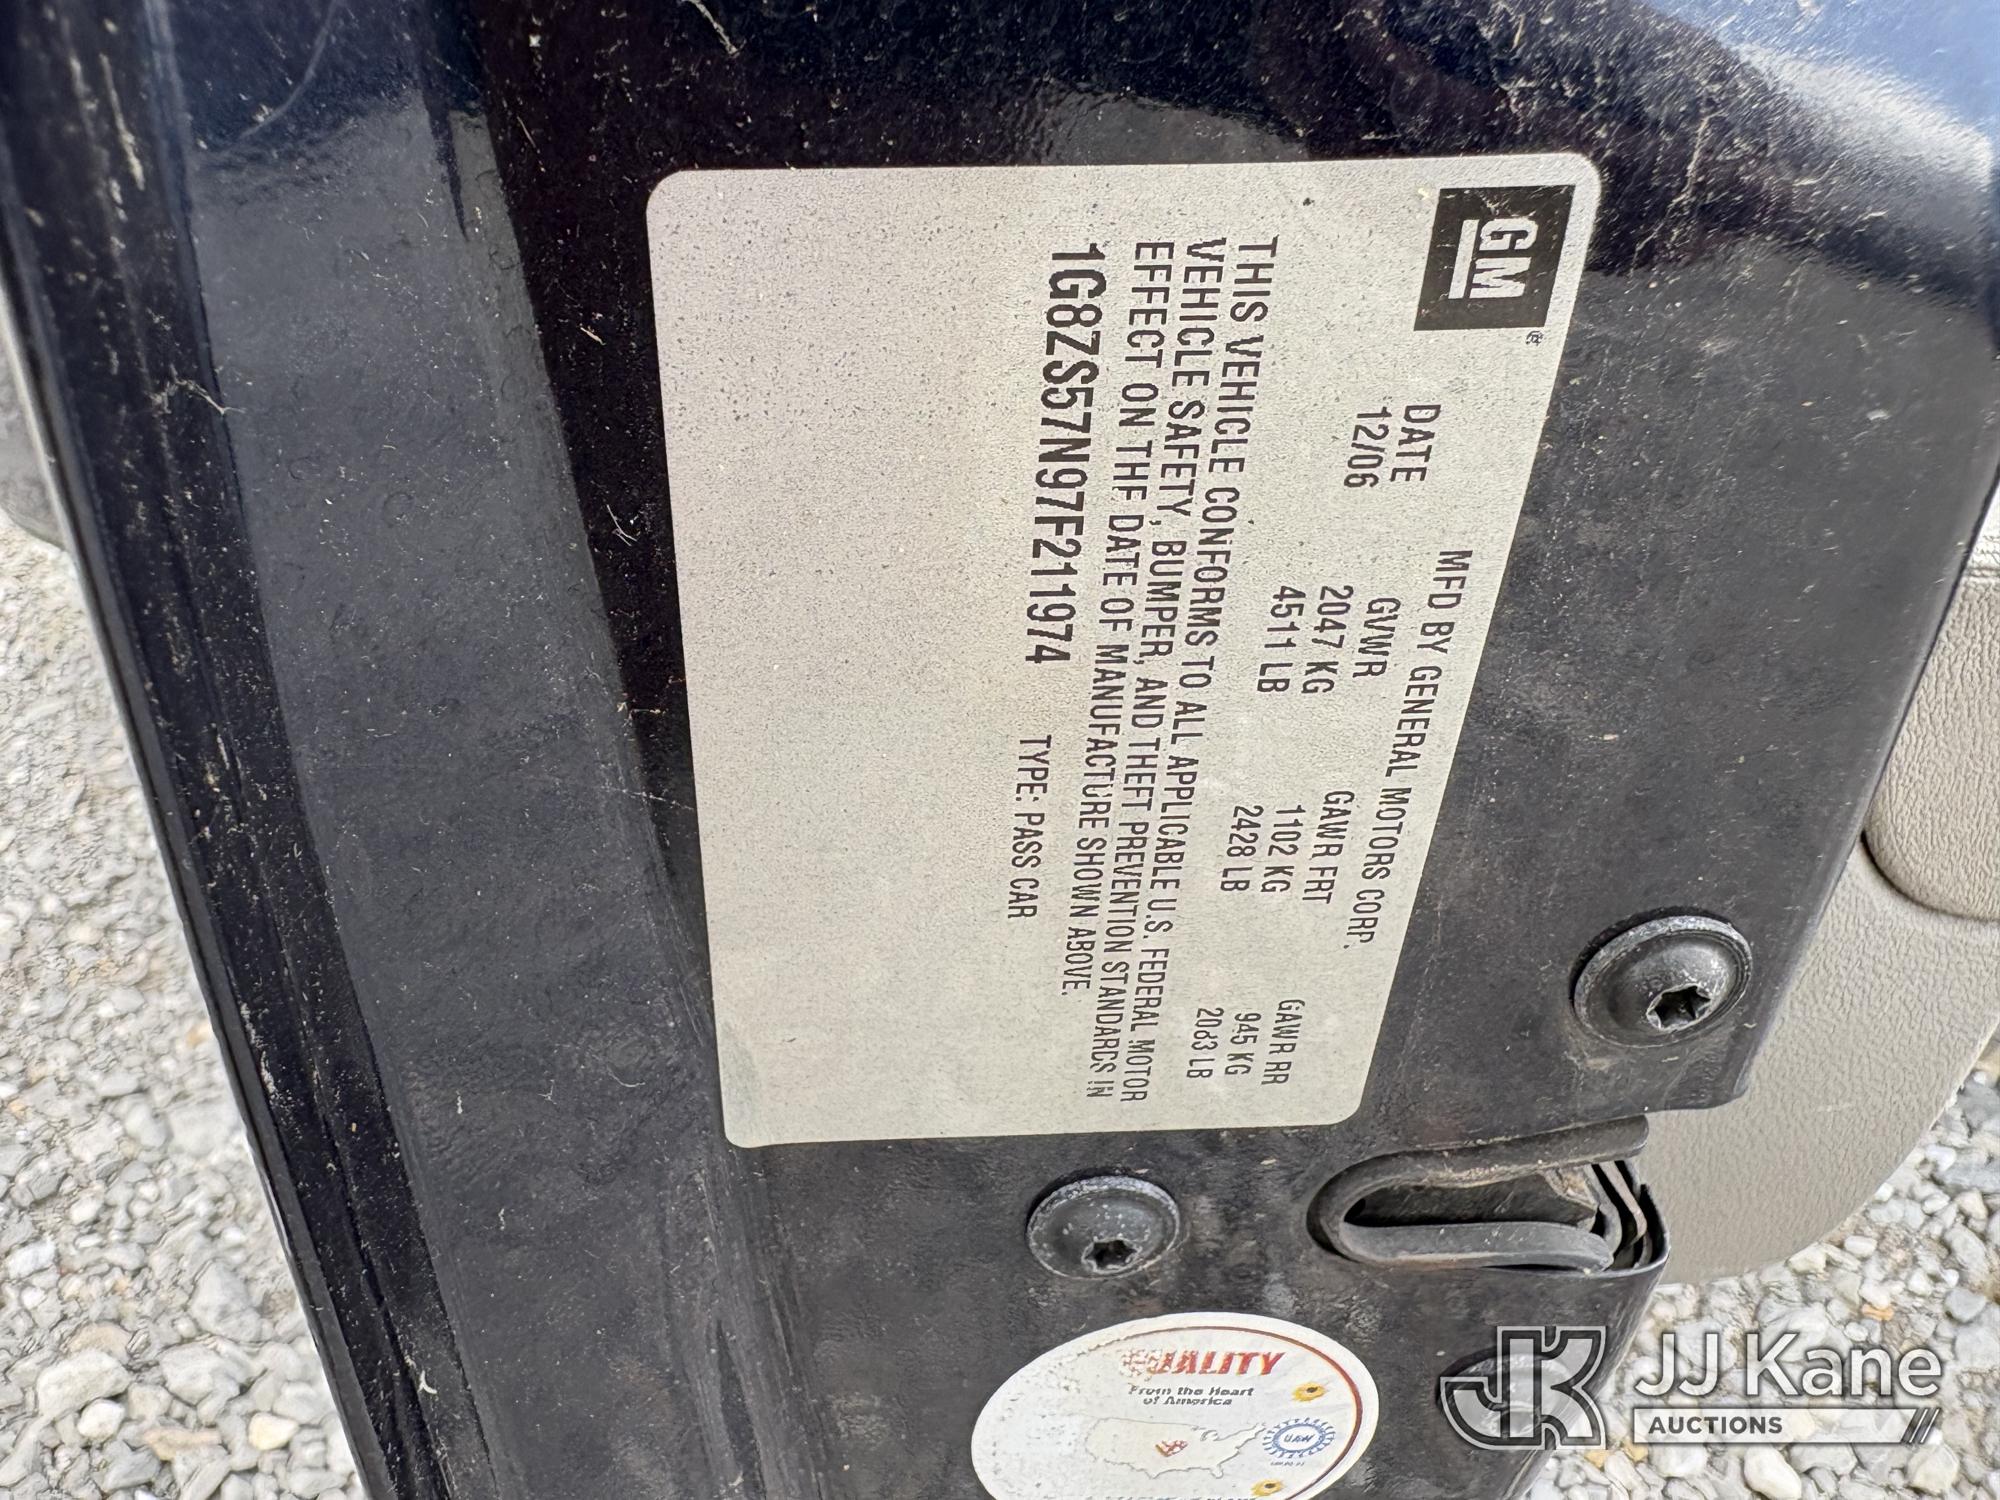 GM®
MFD BY GENERAL MOTORS CORP.
DATE GVWR GAWR FRT GAWR RR
12/06 2047 KG 1102 KG 945 KG
4511 LB 2428 LB 2083 LB
THIS VEHICLE CONFORMS TO ALL APPLICABLE U.S. FEDERAL MOTOR
VEHICLE SAFETY, BUMPER, AND THEFT PREVENTION STANDARDS IN
EFFECT ON THE DATE OF MANUFACTURE SHOWN ABOVE.
1G8ZS57N97F211974 TYPE: PASS CAR
QUALITY
From the Heart
of America
UAW
JJ Kane
AUCTIONS